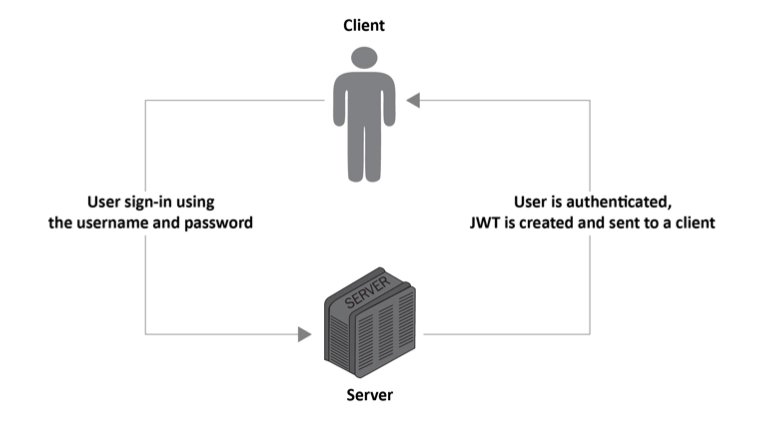 Client
User sign-in using
the username and password
User is authenticated,
JWT is created and sent to a client
SERVER
Server